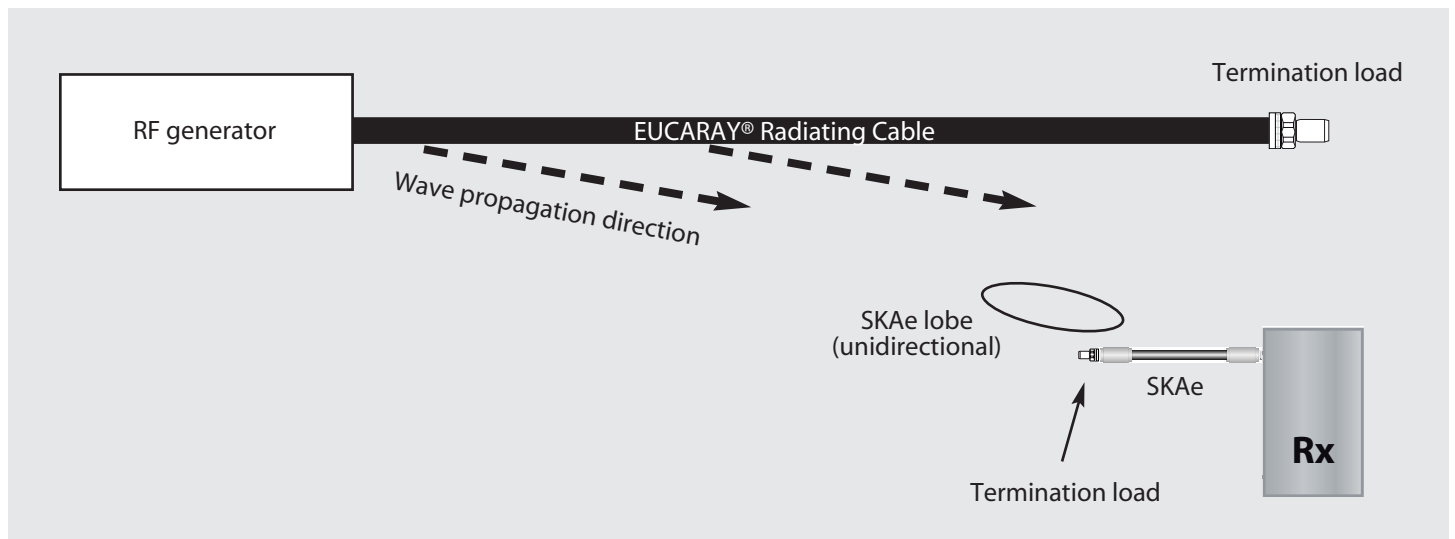 Termination load
RF generator
EUCARAY® Radiating Cable
Wave propagation direction
SKAe lobe
(unidirectional)
SKAe
Rx
Termination load